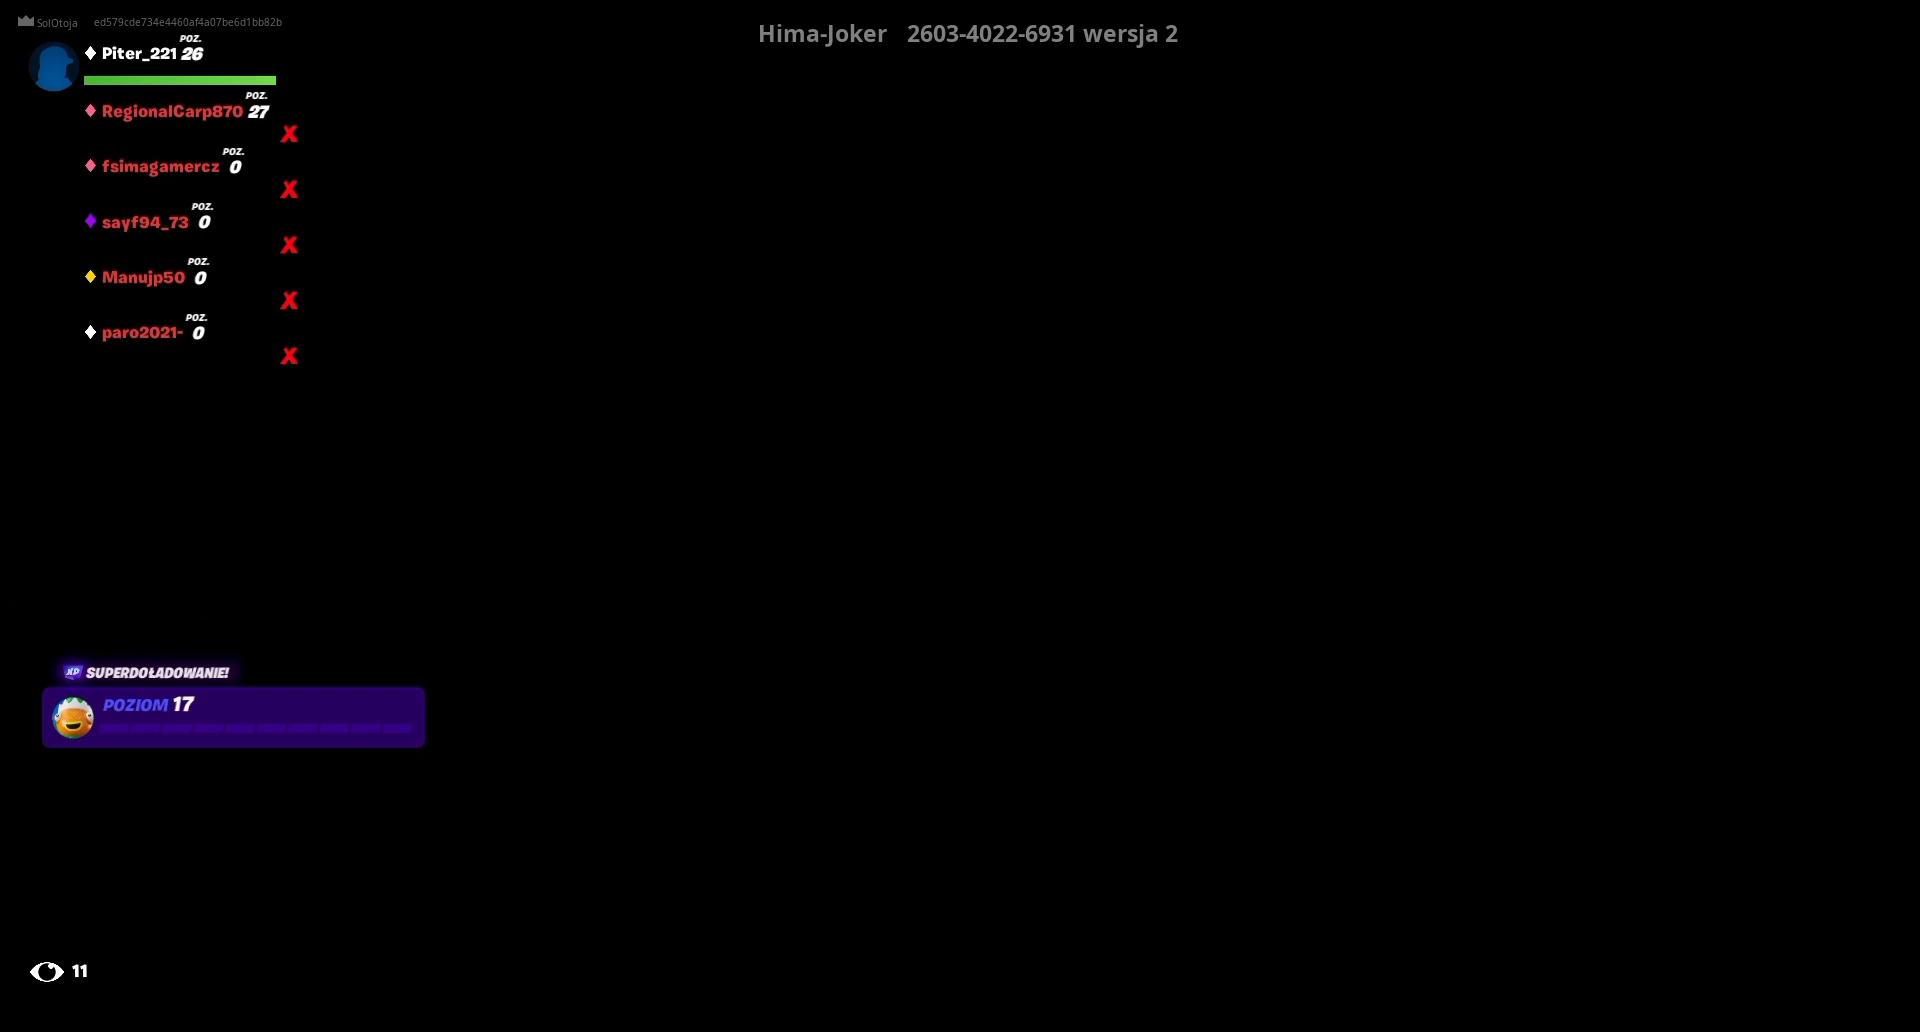 SolOtoja ed579cde734e4460af4a07be6d1bb82b
Hima-Joker 2603-4022-6931 wersja 2
POZ.
Piter_221 26
POZ.
RegionalCarp870 27
X
POZ.
fsimagamercz 0
X
POZ.
sayf94_73 0
X
POZ.
Manujp50 0
X
POZ.
paro2021- 0
X
XP SUPERDOŁADOWANIE!
POZIOM 17
11